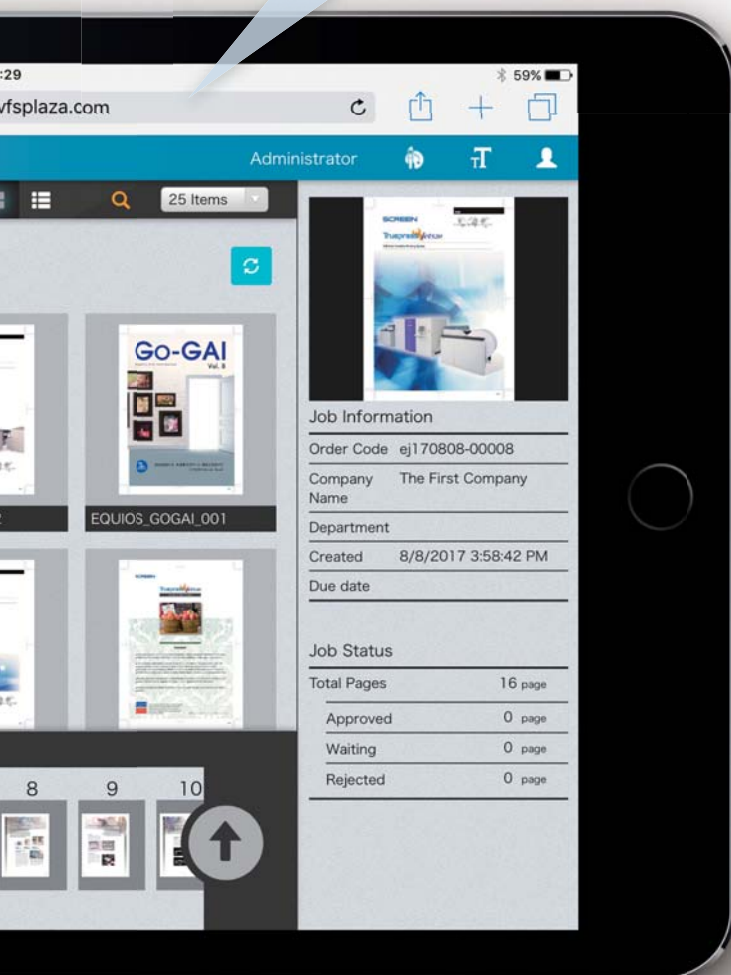 :29
59%
vfsplaza.com
Administrator
25 Items
SCREEN
Go-GAI
Vol. 8
EQUIOS_GOGAI_001
SCREEN
8
9
10
Job Information
Order Code ej170808-00008
Company Name The First Company
Department
Created 8/8/2017 3:58:42 PM
Due date
Job Status
Total Pages 16 page
Approved 0 page
Waiting 0 page
Rejected 0 page